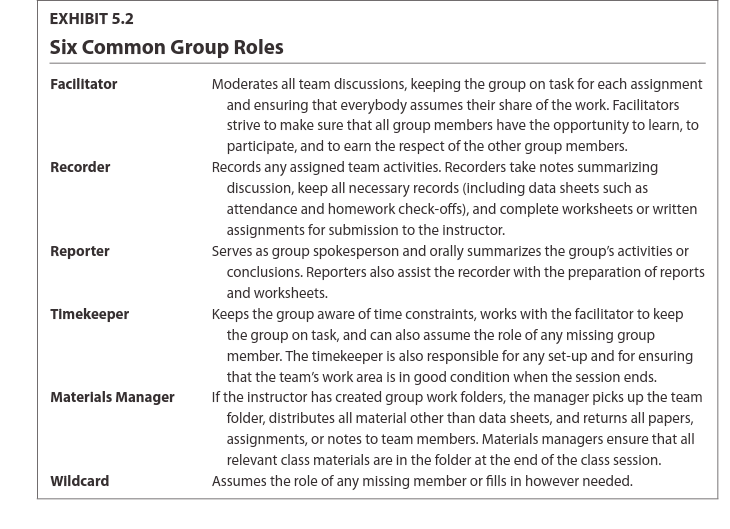 EXHIBIT 5.2
Six Common Group Roles
Facilitator Moderates all team discussions, keeping the group on task for each assignment
and ensuring that everybody assumes their share of the work. Facilitators
strive to make sure that all group members have the opportunity to learn, to
participate, and to earn the respect of the other group members.
Recorder Records any assigned team activities. Recorders take notes summarizing
discussion, keep all necessary records (including data sheets such as
attendance and homework check-offs), and complete worksheets or written
assignments for submission to the instructor.
Reporter Serves as group spokesperson and orally summarizes the group's activities or
conclusions. Reporters also assist the recorder with the preparation of reports
and worksheets.
Timekeeper Keeps the group aware of time constraints, works with the facilitator to keep
the group on task, and can also assume the role of any missing group
member. The timekeeper is also responsible for any set-up and for ensuring
that the team's work area is in good condition when the session ends.
Materials Manager If the instructor has created group work folders, the manager picks up the team
folder, distributes all material other than data sheets, and returns all papers,
assignments, or notes to team members. Materials managers ensure that all
relevant class materials are in the folder at the end of the class session.
Wildcard Assumes the role of any missing member or fills in however needed.